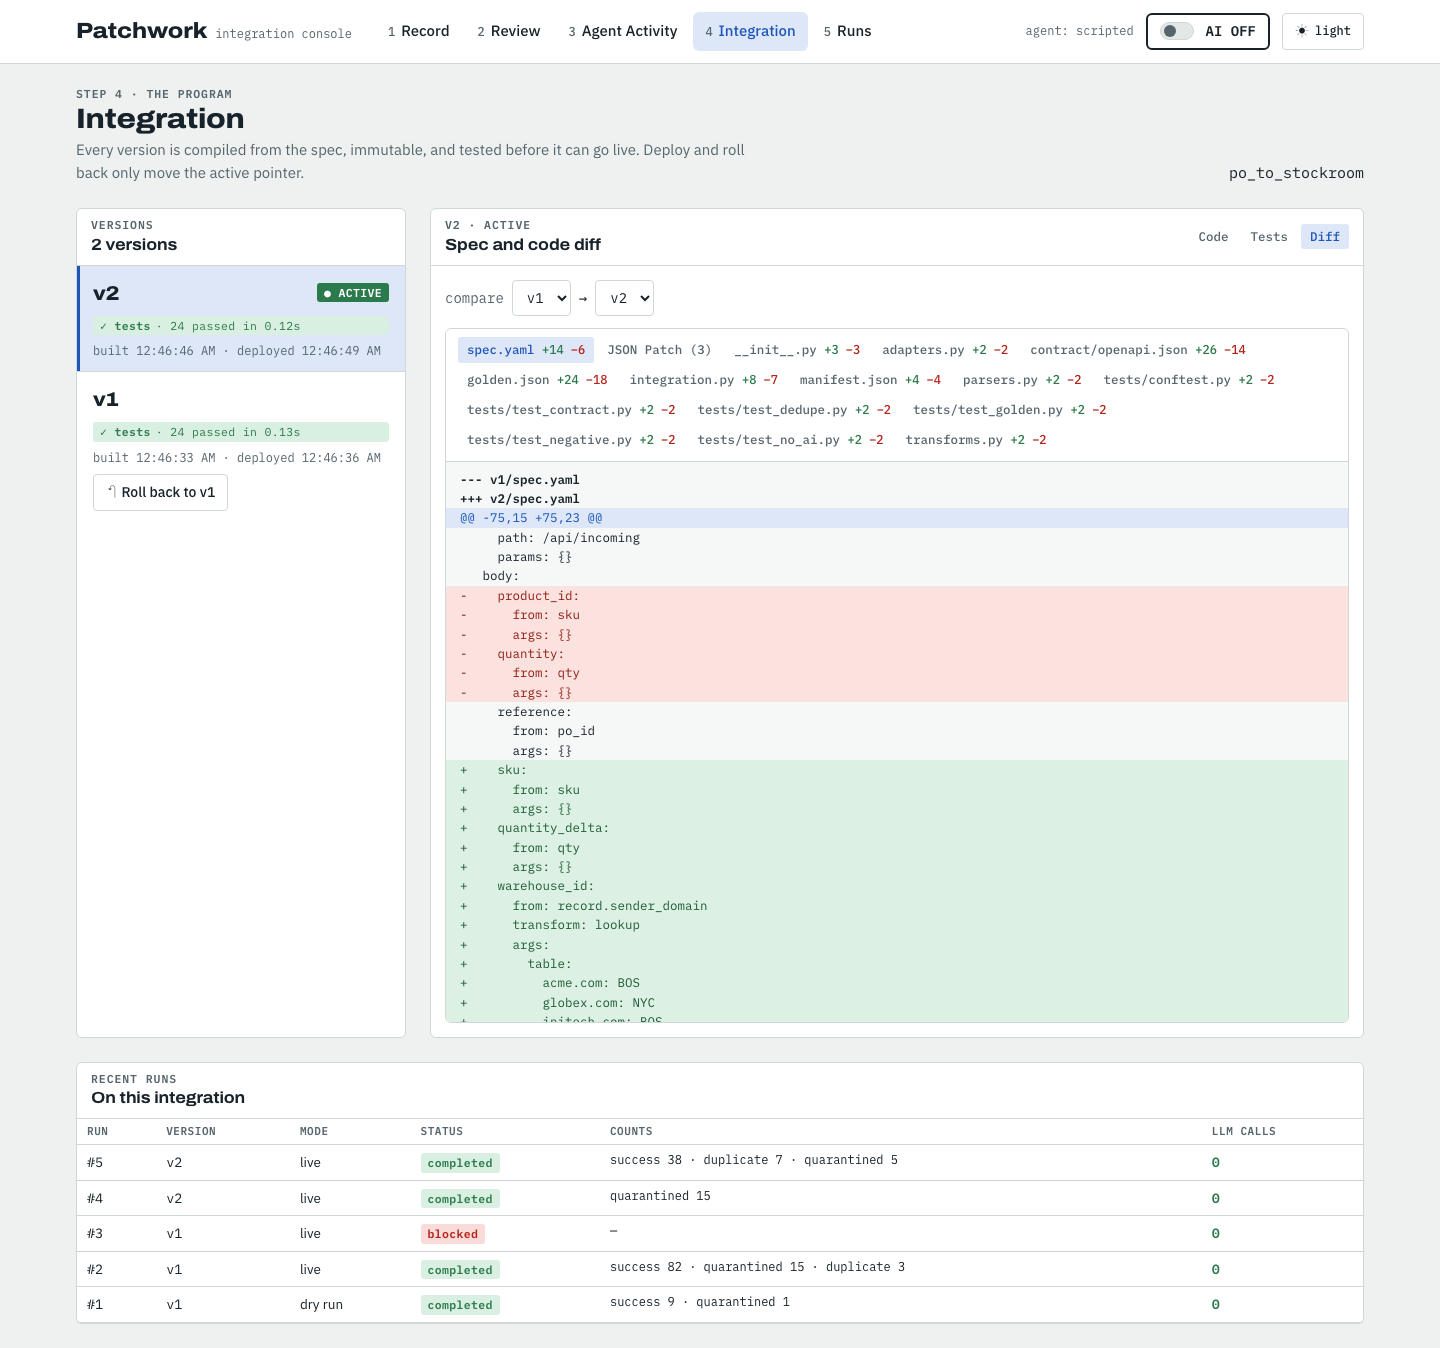 Patchwork integration console 1 Record 2 Review 3 Agent Activity 4 Integration 5 Runs agent: scripted AI OFF ☀ light
STEP 4 · THE PROGRAM
Integration
Every version is compiled from the spec, immutable, and tested before it can go live. Deploy and roll
back only move the active pointer.
po_to_stockroom
VERSIONS
2 versions
v2 ● ACTIVE
✓ tests · 24 passed in 0.12s
built 12:46:46 AM · deployed 12:46:49 AM
v1
✓ tests · 24 passed in 0.13s
built 12:46:33 AM · deployed 12:46:36 AM
Roll back to v1
V2 · ACTIVE
Spec and code diff
Code Tests Diff
compare v1 → v2
spec.yaml +14 −6 JSON Patch (3) __init__.py +3 −3 adapters.py +2 −2 contract/openapi.json +26 −14
golden.json +24 −18 integration.py +8 −7 manifest.json +4 −4 parsers.py +2 −2 tests/conftest.py +2 −2
tests/test_contract.py +2 −2 tests/test_dedupe.py +2 −2 tests/test_golden.py +2 −2
tests/test_negative.py +2 −2 tests/test_no_ai.py +2 −2 transforms.py +2 −2
--- v1/spec.yaml
+++ v2/spec.yaml
@@ -75,15 +75,23 @@
path: /api/incoming
params: {}
body:
- product_id:
- from: sku
- args: {}
- quantity:
- from: qty
- args: {}
reference:
from: po_id
args: {}
+ sku:
+ from: sku
+ args: {}
+ quantity_delta:
+ from: qty
+ args: {}
+ warehouse_id:
+ from: record.sender_domain
+ transform: lookup
+ args:
+ table:
+ acme.com: BOS
+ globex.com: NYC
+ initech.com: BOS
RECENT RUNS
On this integration
RUN VERSION MODE STATUS COUNTS LLM CALLS
#5 v2 live completed success 38 · duplicate 7 · quarantined 5 0
#4 v2 live completed quarantined 15 0
#3 v1 live blocked — 0
#2 v1 live completed success 82 · quarantined 15 · duplicate 3 0
#1 v1 dry run completed success 9 · quarantined 1 0